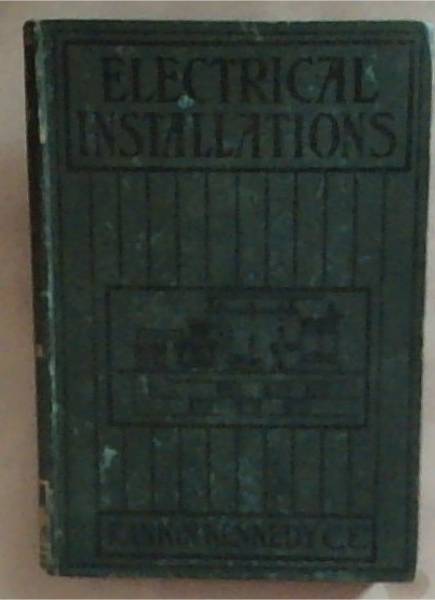 ELECTRICAL
INSTALLATIONS
RANKIN KENNEDY C.E.